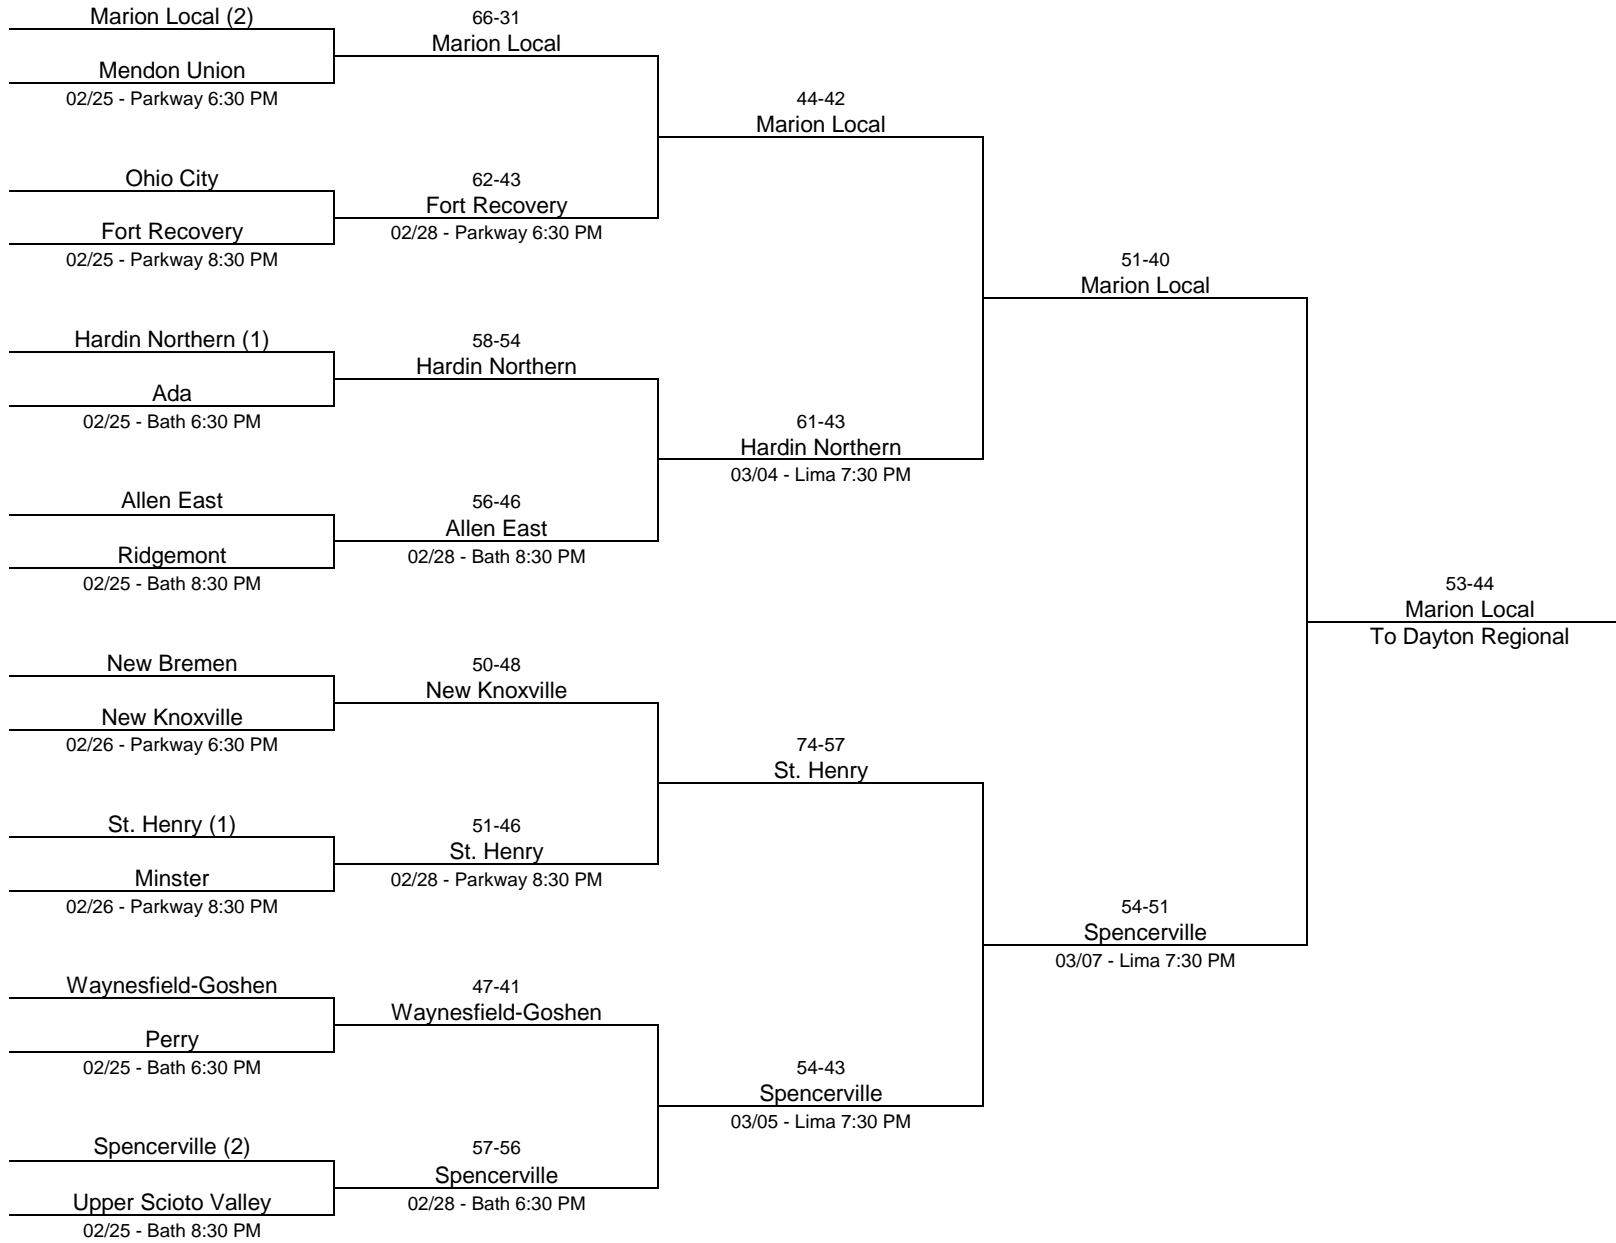 Marion Local (2)
Mendon Union
02/25 - Parkway 6:30 PM
Ohio City
Fort Recovery
02/25 - Parkway 8:30 PM
Hardin Northern (1)
Ada
02/25 - Bath 6:30 PM
Allen East
Ridgemont
02/25 - Bath 8:30 PM
New Bremen
New Knoxville
02/26 - Parkway 6:30 PM
St. Henry (1)
Minster
02/26 - Parkway 8:30 PM
Waynesfield-Goshen
Perry
02/25 - Bath 6:30 PM
Spencerville (2)
Upper Scioto Valley
02/25 - Bath 8:30 PM
66-31
Marion Local
62-43
Fort Recovery
02/28 - Parkway 6:30 PM
58-54
Hardin Northern
56-46
Allen East
02/28 - Bath 8:30 PM
50-48
New Knoxville
51-46
St. Henry
02/28 - Parkway 8:30 PM
47-41
Waynesfield-Goshen
57-56
Spencerville
02/28 - Bath 6:30 PM
44-42
Marion Local
61-43
Hardin Northern
03/04 - Lima 7:30 PM
74-57
St. Henry
54-43
Spencerville
03/05 - Lima 7:30 PM
51-40
Marion Local
54-51
Spencerville
03/07 - Lima 7:30 PM
53-44
Marion Local
To Dayton Regional